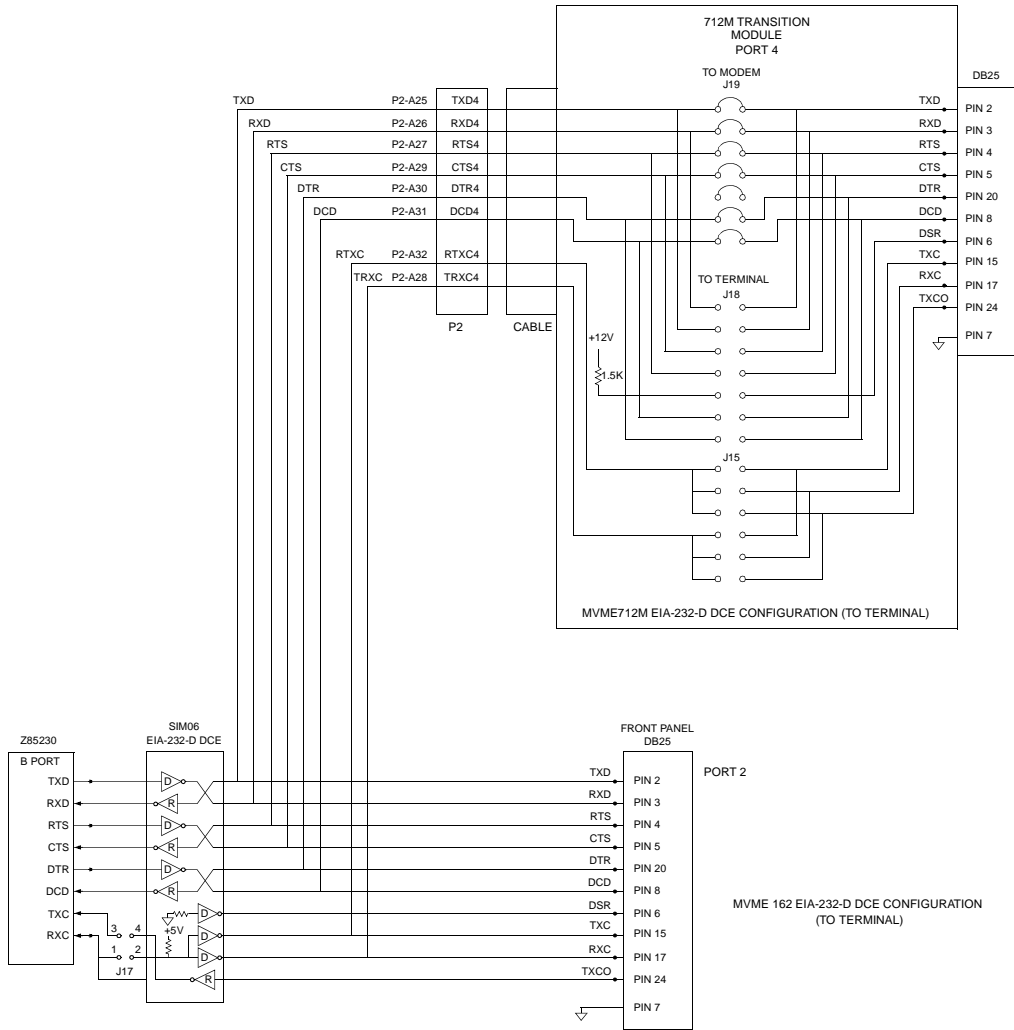 712M TRANSITION
MODULE
PORT 4
TO MODEM
J19
DB25
TXD P2-A25 TXD4 TXD PIN 2
RXD P2-A26 RXD4 RXD PIN 3
RTS P2-A27 RTS4 RTS PIN 4
CTS P2-A29 CTS4 CTS PIN 5
DTR P2-A30 DTR4 DTR PIN 20
DCD P2-A31 DCD4 DCD PIN 8
DSR PIN 6
RTXC P2-A32 RTXC4 TXC PIN 15
TRXC P2-A28 TRXC4 RXC PIN 17
TO TERMINAL
J18
TXCO PIN 24
P2 CABLE
+12V
PIN 7
1.5K
J15
MVME712M EIA-232-D DCE CONFIGURATION (TO TERMINAL)
SIM06
EIA-232-D DCE
FRONT PANEL
DB25
Z85230
B PORT
PORT 2
TXD D TXD PIN 2
RXD R RXD PIN 3
RTS D RTS PIN 4
CTS R CTS PIN 5
DTR D DTR PIN 20
DCD R DCD PIN 8
D DSR PIN 6
TXC 3 4 +5V D TXC PIN 15
RXC 1 2 D RXC PIN 17
J17 R TXCO PIN 24
PIN 7
MVME 162 EIA-232-D DCE CONFIGURATION
(TO TERMINAL)